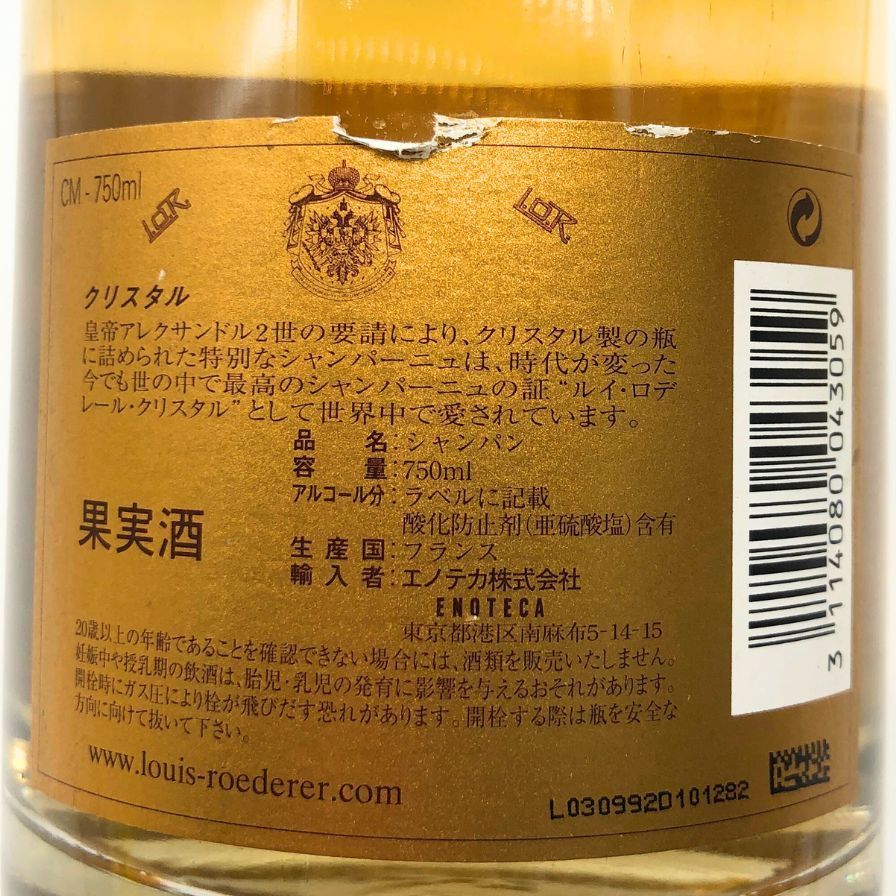 CM - 750ml
L.O.R
L.O.R
クリスタル
皇帝アレクサンドル2世の要請により、クリスタル製の瓶
に詰められた特別なシャンパーニュは、時代が変った
今でも世の中で最高のシャンパーニュの証“ルイ・ロデ
レール・クリスタル”として世界中で愛されています。
品名:シャンパン
容量:750ml
アルコール分:ラベルに記載
酸化防止剤(亜硫酸塩)含有
果実酒
生産国:フランス
輸入者:エノテカ株式会社
ENOTECA
東京都港区南麻布5-14-15
20歳以上の年齢であることを確認できない場合には、酒類を販売いたしません。
妊娠中や授乳期の飲酒は、胎児・乳児の発育に影響を与えるおそれがあります。
開栓時にガス圧により栓が飛びだす恐れがあります。開栓する際は瓶を安全な
方向に向けて抜いて下さい。
www.louis-roederer.com
L030992D101282
3114080043059